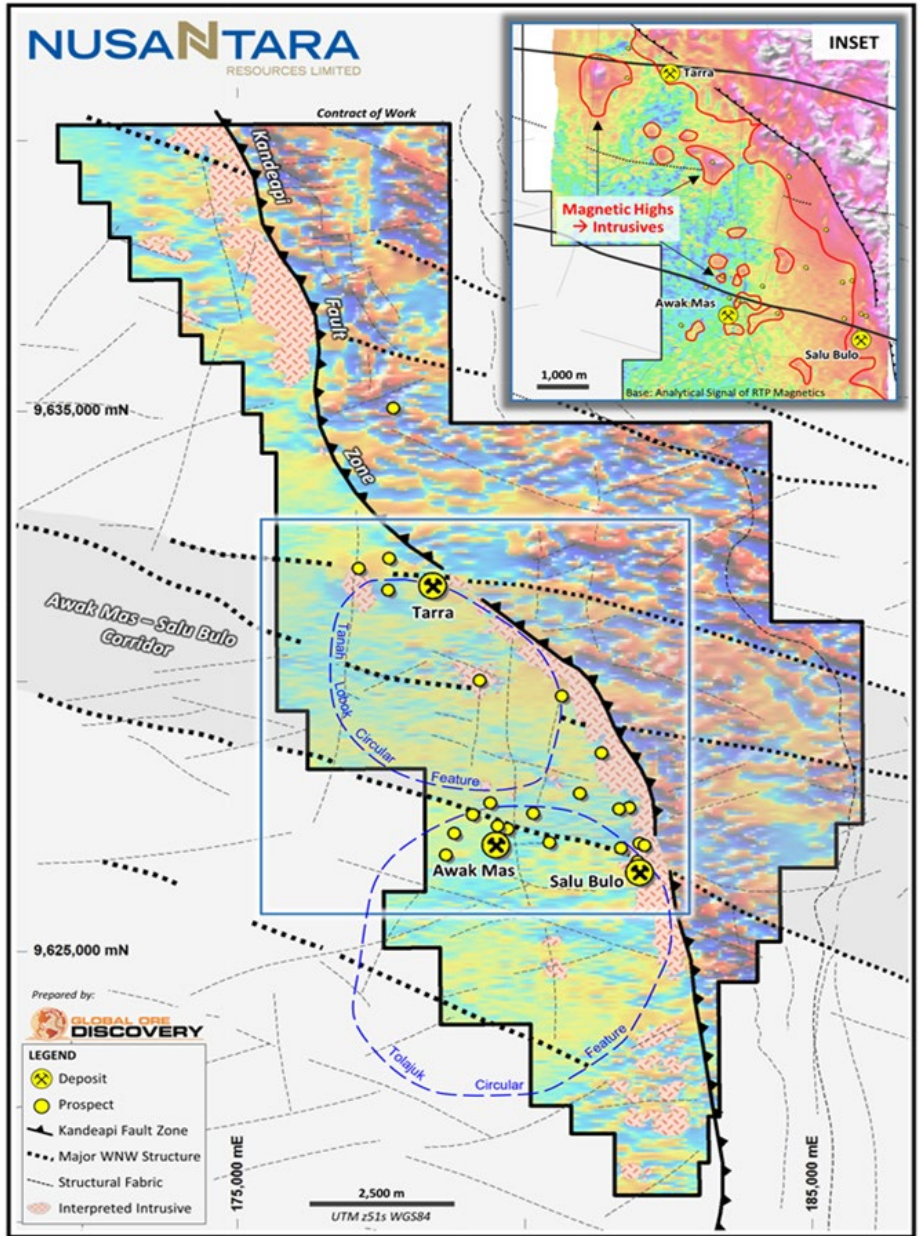 NUSANTARA
RESOURCES LIMITED
Contract of Work
INSET
Tarra
Magnetic Highs
→ Intrusives
Awak Mas
Salu Bulo
1,000 m
Base: Analytical Signal of RTP Magnetics
Kandeapi
Fault
Zone
9,635,000 mN
Awak Mas – Salu Bulo
Corridor
Tarra
Tanah
Lobok
Circular
Feature
Awak Mas
Salu Bulo
9,625,000 mN
Tolajuk
Circular
Feature
Prepared by:
GLOBAL ORE
DISCOVERY
LEGEND
Deposit
Prospect
Kandeapi Fault Zone
Major WNW Structure
Structural Fabric
Interpreted Intrusive
175,000 mE
2,500 m
UTM z51s WGS84
185,000 mE